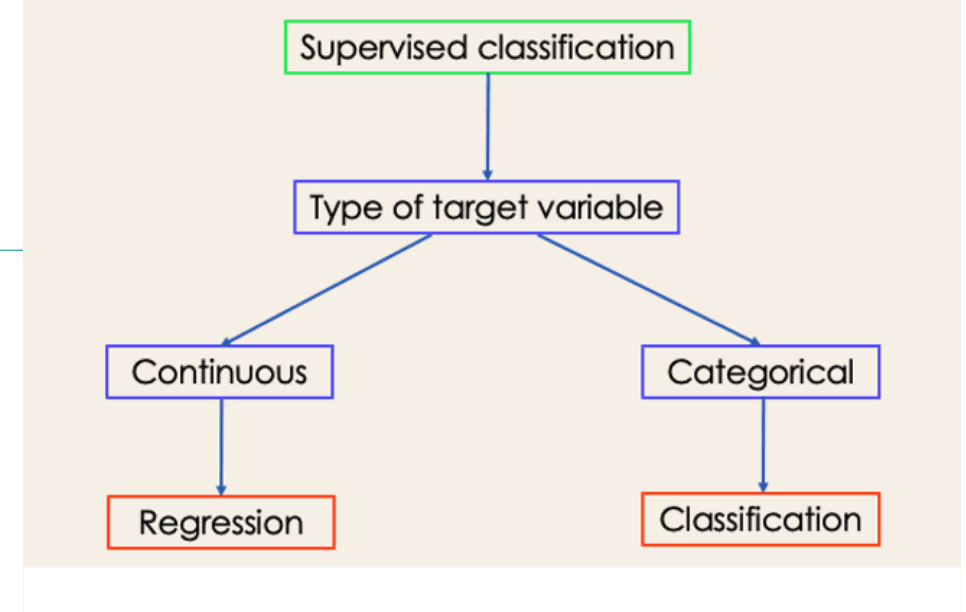 Supervised classification
Type of target variable
Continuous
Categorical
Regression
Classification